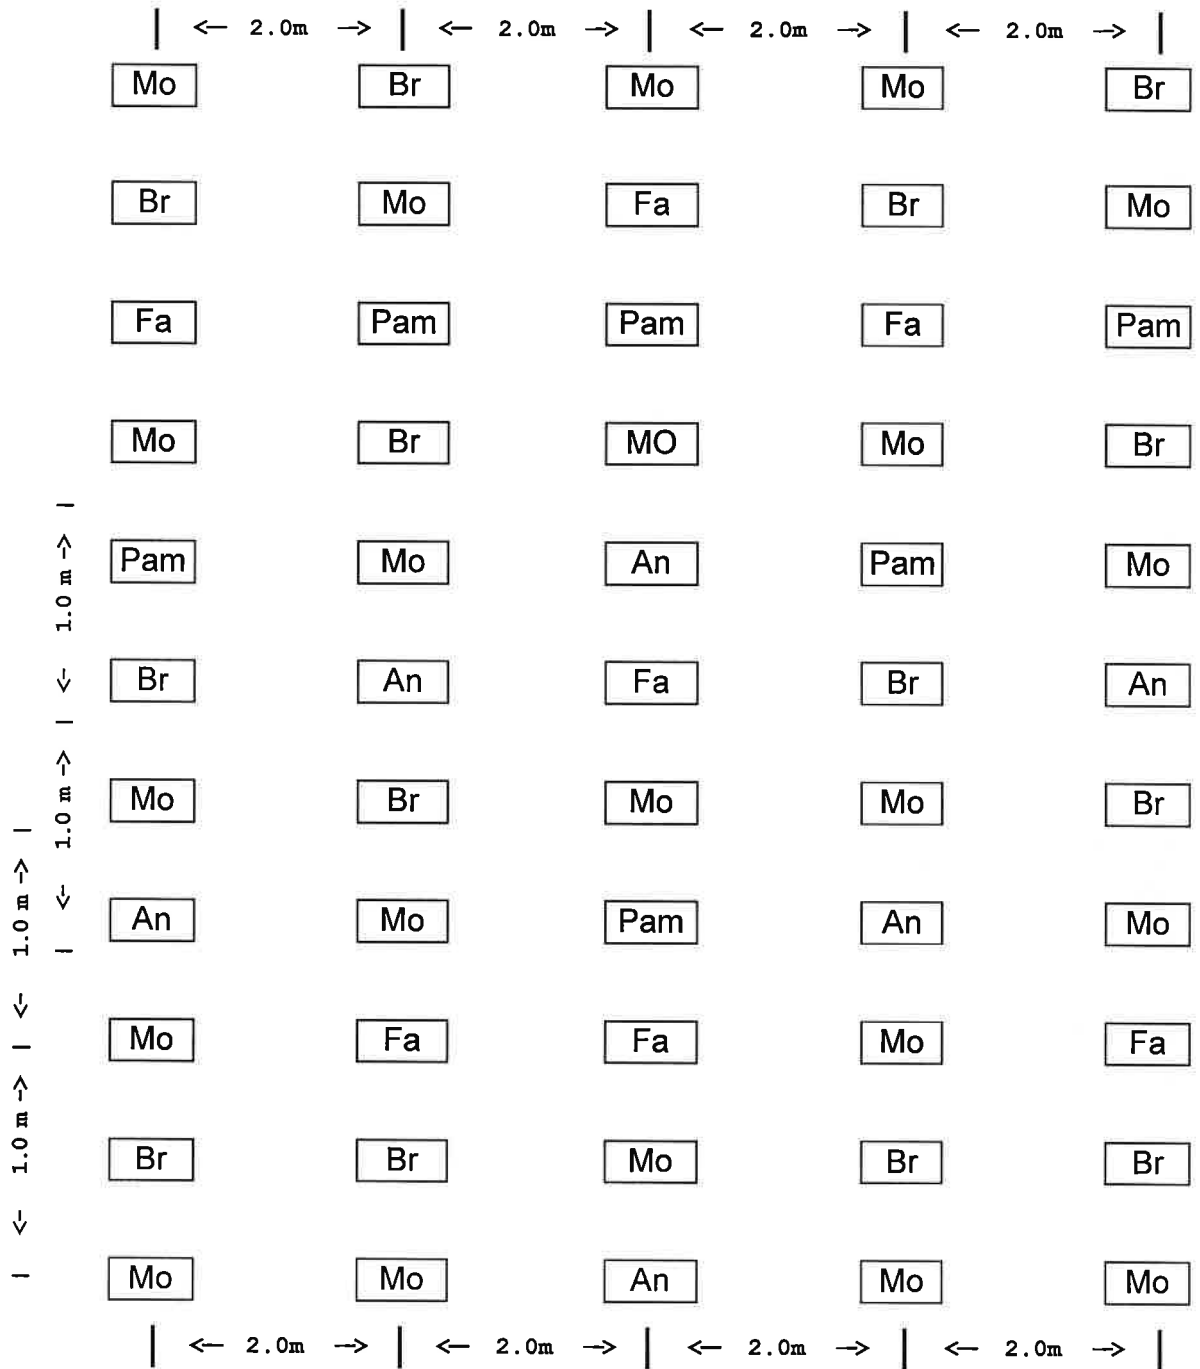 | <— 2.0m —> | <— 2.0m —> | <— 2.0m —> | <— 2.0m —> |
Mo Br Mo Mo Br
Br Mo Fa Br Mo
Fa Pam Pam Fa Pam
Mo Br MO Mo Br
Pam Mo An Pam Mo
Br An Fa Br An
Mo Br Mo Mo Br
An Mo Pam An Mo
Mo Fa Fa Mo Fa
Br Br Mo Br Br
Mo Mo An Mo Mo
| <— 2.0m —> | <— 2.0m —> | <— 2.0m —> | <— 2.0m —> |
| <— 1.0 m —> | <— 1.0 m —> |
| <— 1.0 m —> | <— 1.0 m —> |